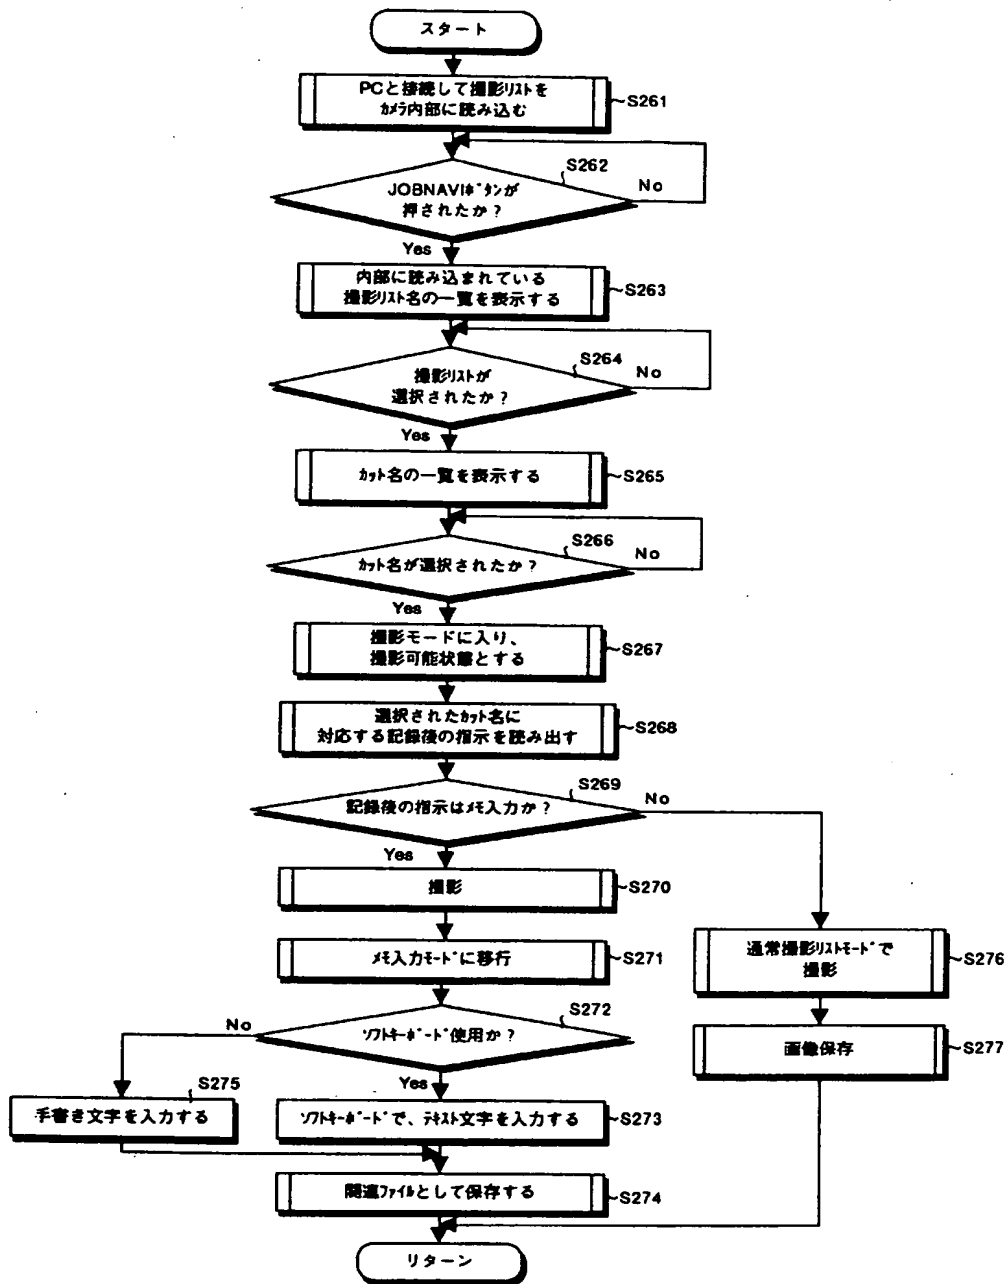 スタート
PCと接続して撮影ﾘｽﾄを
ｶﾒﾗ内部に読み込む
S261
S262
JOBNAVIﾎﾞﾀﾝが
押されたか？
No
Yes
内部に読み込まれている
撮影ﾘｽﾄ名の一覧を表示する
S263
S264
撮影ﾘｽﾄが
選択されたか？
No
Yes
ｶｯﾄ名の一覧を表示する
S265
S266
ｶｯﾄ名が選択されたか？
No
Yes
撮影モードに入り、
撮影可能状態とする
S267
選択されたｶｯﾄ名に
対応する記録後の指示を読み出す
S268
S269
記録後の指示はﾒﾓ入力か？
No
Yes
撮影
S270
ﾒﾓ入力ﾓｰﾄﾞに移行
S271
通常撮影ﾘｽﾄﾓｰﾄﾞで
撮影
S276
S272
ｿﾌﾄｷｰﾎﾞｰﾄﾞ使用か？
No
Yes
画像保存
S277
S275
手書き文字を入力する
ｿﾌﾄｷｰﾎﾞｰﾄﾞで、ﾃｷｽﾄ文字を入力する
S273
関連ﾌｧｲﾙとして保存する
S274
リターン